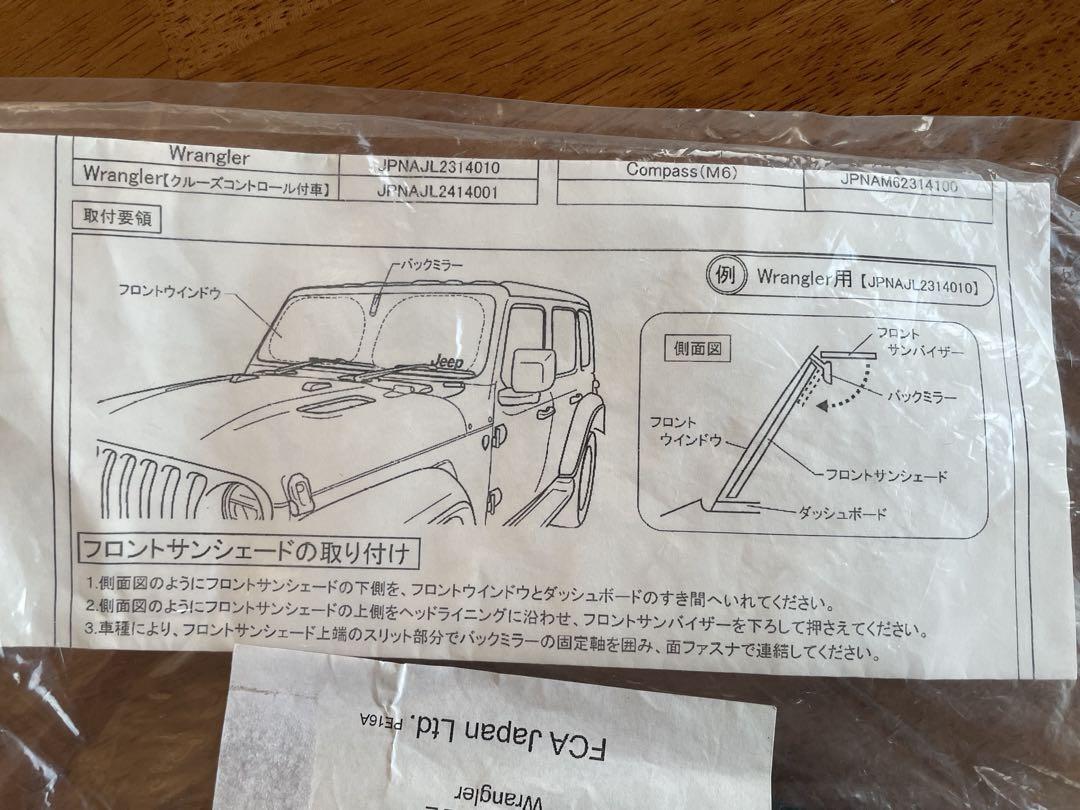 Wrangler JPNAJL2314010
Wrangler【クルーズコントロール付車】 JPNAJL2414001
Compass(M6) JPNAM62314100
取付要領
バックミラー
フロントウインドウ
Jeep
例 Wrangler用【JPNAJL2314010】
側面図
フロント
サンバイザー
バックミラー
フロント
ウインドウ
フロントサンシェード
ダッシュボード
フロントサンシェードの取り付け
1.側面図のようにフロントサンシェードの下側を、フロントウインドウとダッシュボードのすき間へいれてください。
2.側面図のようにフロントサンシェードの上側をヘッドライニングに沿わせ、フロントサンバイザーを下ろして押さえてください。
3.車種により、フロントサンシェード上端のスリット部分でバックミラーの固定軸を囲み、面ファスナで連結してください。
FCA Japan Ltd. PE16A
Wrangler